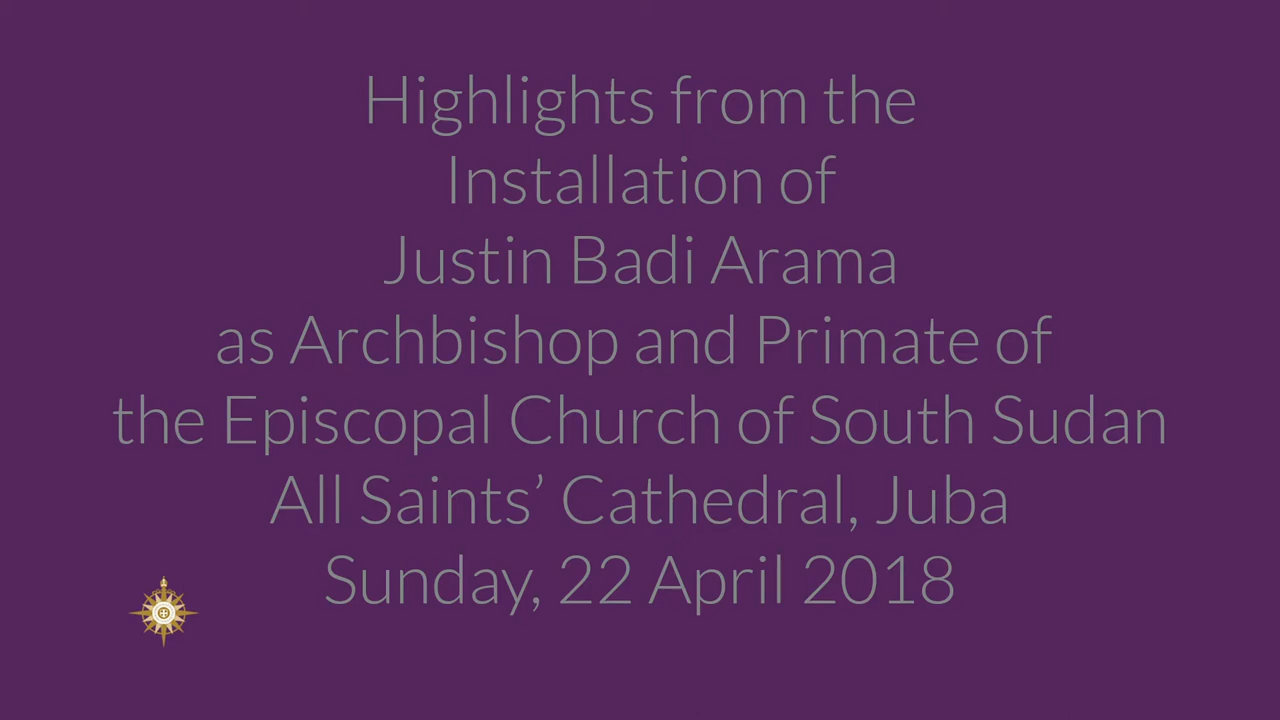 Highlights from the
Installation of
Justin Badi Arama
as Archbishop and Primate of
the Episcopal Church of South Sudan
All Saints’ Cathedral, Juba
Sunday, 22 April 2018